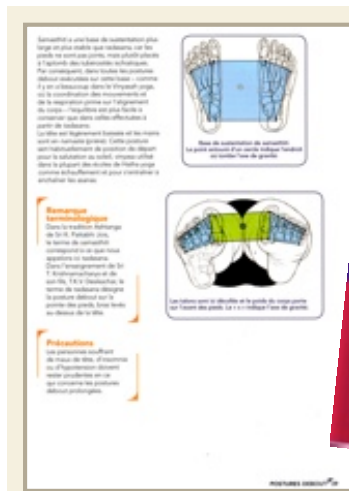 Samasthiti a une base de sustentation plus
large et plus stable que tadasana, car les
pieds ne sont pas joints, mais plutôt placés
à l'aplomb des tubérosités ischiatiques.
Par conséquent, dans toutes les postures
debout exécutées sur cette base – comme
il y en a beaucoup dans le Vinyasah yoga,
où la coordination des mouvements et
de la respiration prime sur l'alignement
du corps – l'équilibre est plus facile à
conserver que dans celles effectuées à
partir de tadasana.
La tête est légèrement baissée et les mains
sont en namaste (prière). Cette posture
est habituellement de position de départ
pour la salutation au soleil, vinyasa utilisé
dans la plupart des écoles de Hatha yoga
comme échauffement et pour s'entraîner à
enchaîner les asanas.
Base de sustentation de samasthiti
Le point entouré d'un cercle indique l'endroit
où tombe l'axe de gravité
Remarque
terminologique
Dans la tradition Ashtanga
de Sri K. Pattabhi Jois,
le terme de samasthiti
correspond à ce que nous
appelons ici tadasana.
Dans l'enseignement de Sri
T. Krishnamacharya et de
son fils, T.K.V. Desikachar, le
terme de tadasana désigne
la posture debout sur la
pointe des pieds, bras levés
au-dessus de la tête.
Les talons sont ici décollés et le poids du corps porte
sur l'avant des pieds. Le « x » indique l'axe de gravité.
Précautions
Les personnes souffrant
de maux de tête, d'insomnie
ou d'hypotension doivent
rester prudentes en ce
qui concerne les postures
debout prolongées.
POSTURES DEBOUT